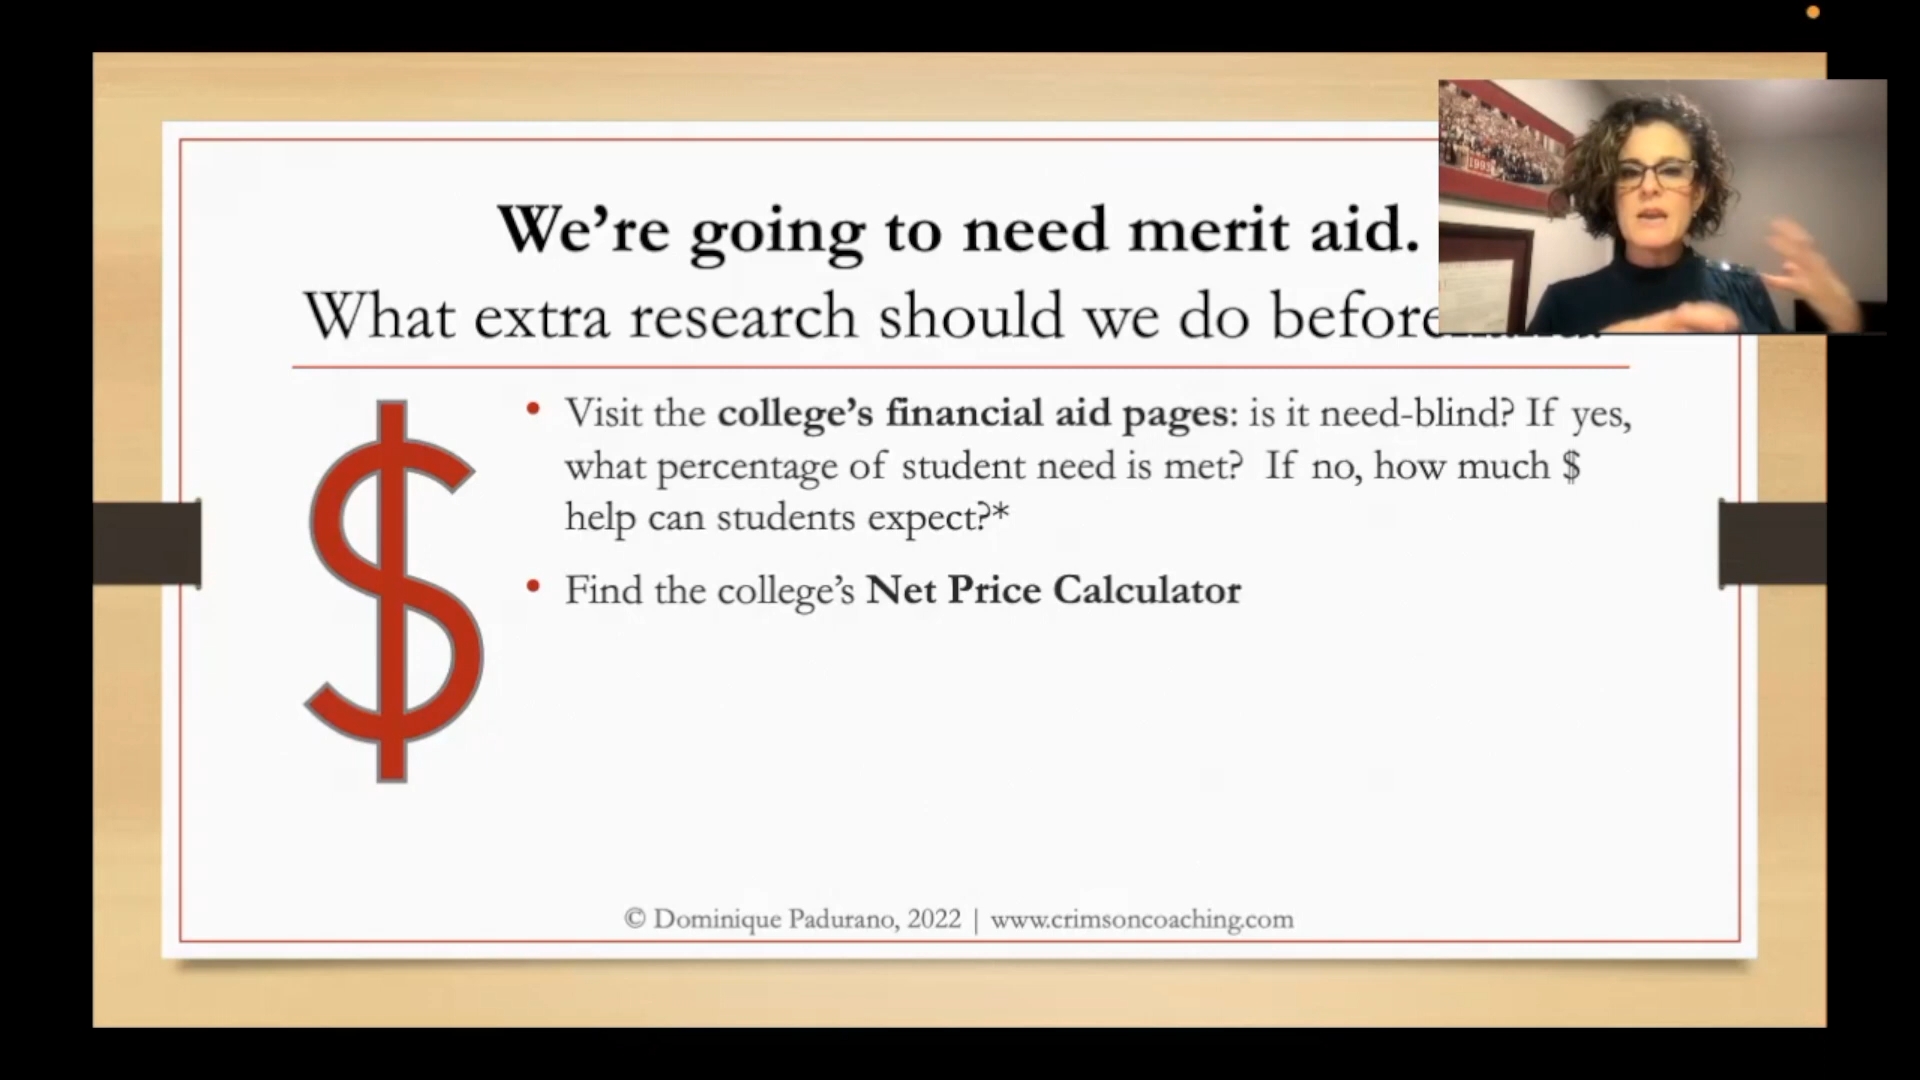 We're going to need merit aid.
What extra research should we do before
Visit the college's financial aid pages: is it need-blind? If yes,
what percentage of student need is met? If no, how much $
help can students expect?*
Find the college's Net Price Calculator
© Dominique Padurano, 2022 | www.crimsoncoaching.com
1993